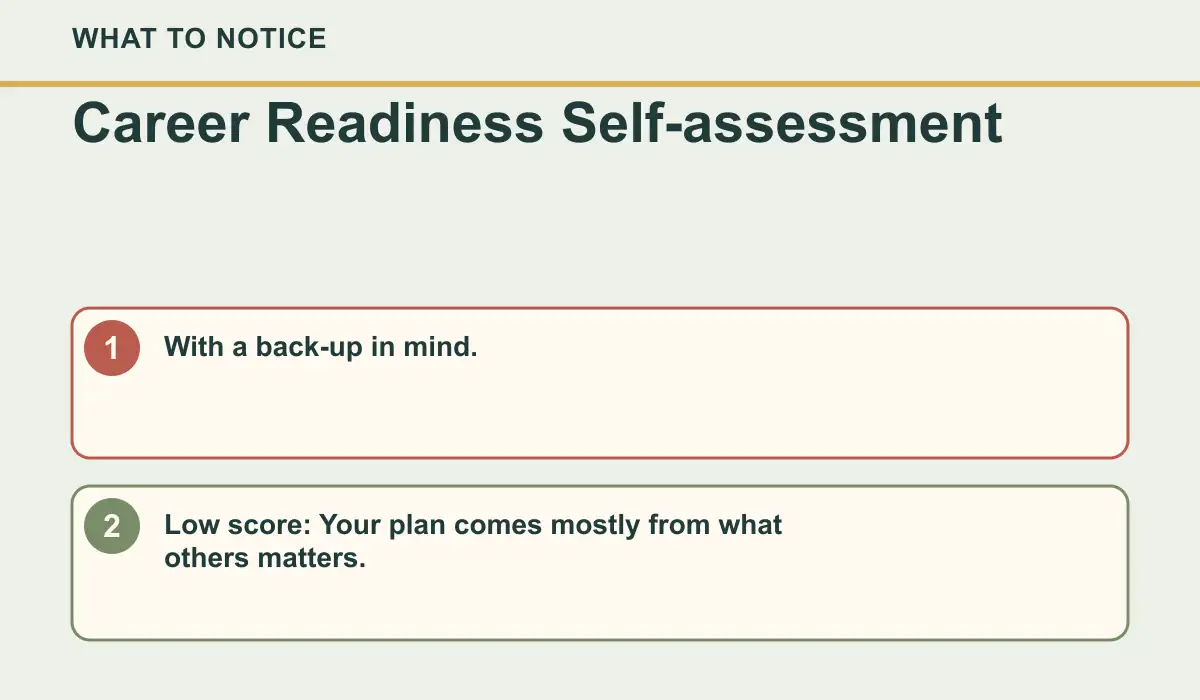 WHAT TO NOTICE
Career Readiness Self-assessment
1
With a back-up in mind.
2
Low score: Your plan comes mostly from what
others matters.